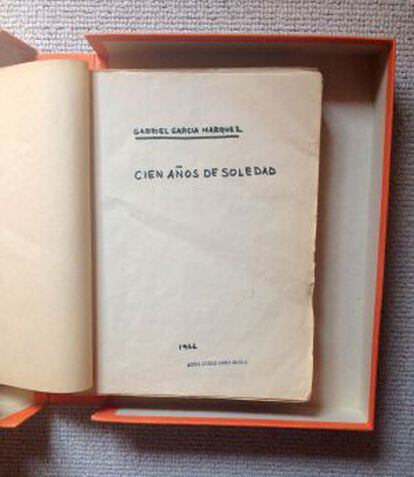 GABRIEL GARCIA MARQUEZ
CIEN AÑOS DE SOLEDAD
1966